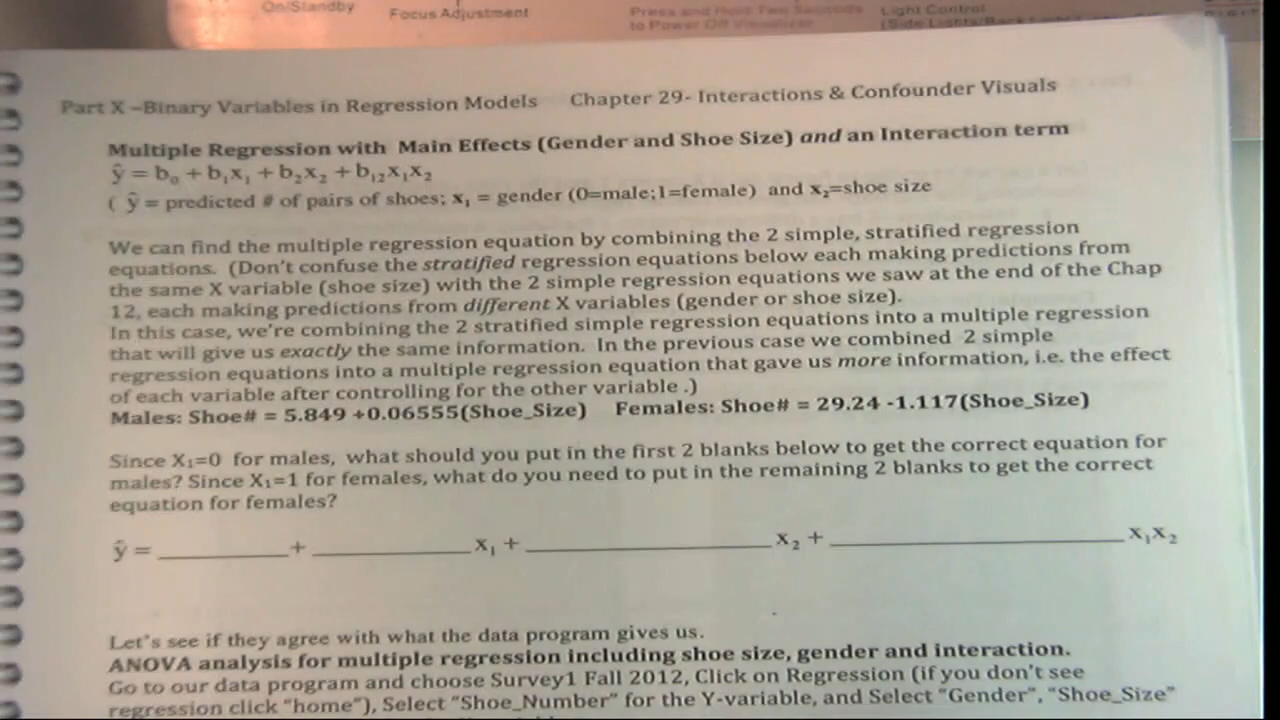 On/Standby
Focus Adjustment
Press and Hold Two Seconds
to Power Off Visualizer
Light Control
Part X –Binary Variables in Regression Models Chapter 29- Interactions & Confounder Visuals
Multiple Regression with Main Effects (Gender and Shoe Size) and an Interaction term
ŷ = b₀ + b₁x₁ + b₂x₂ + b₁₂x₁x₂
( ŷ = predicted # of pairs of shoes; x₁ = gender (0=male;1=female) and x₂=shoe size
We can find the multiple regression equation by combining the 2 simple, stratified regression
equations. (Don't confuse the stratified regression equations below each making predictions from
the same X variable (shoe size) with the 2 simple regression equations we saw at the end of the Chap
12, each making predictions from different X variables (gender or shoe size).
In this case, we're combining the 2 stratified simple regression equations into a multiple regression
that will give us exactly the same information. In the previous case we combined 2 simple
regression equations into a multiple regression equation that gave us more information, i.e. the effect
of each variable after controlling for the other variable .)
Males: Shoe# = 5.849 +0.06555(Shoe_Size) Females: Shoe# = 29.24 -1.117(Shoe_Size)
Since X₁=0 for males, what should you put in the first 2 blanks below to get the correct equation for
males? Since X₁=1 for females, what do you need to put in the remaining 2 blanks to get the correct
equation for females?
ŷ = __________ + ____________ x₁ + __________________ x₂ + ______________________ x₁x₂
Let's see if they agree with what the data program gives us.
ANOVA analysis for multiple regression including shoe size, gender and interaction.
Go to our data program and choose Survey1 Fall 2012, Click on Regression (if you don't see
regression click "home"), Select "Shoe_Number" for the Y-variable, and Select "Gender", "Shoe_Size"